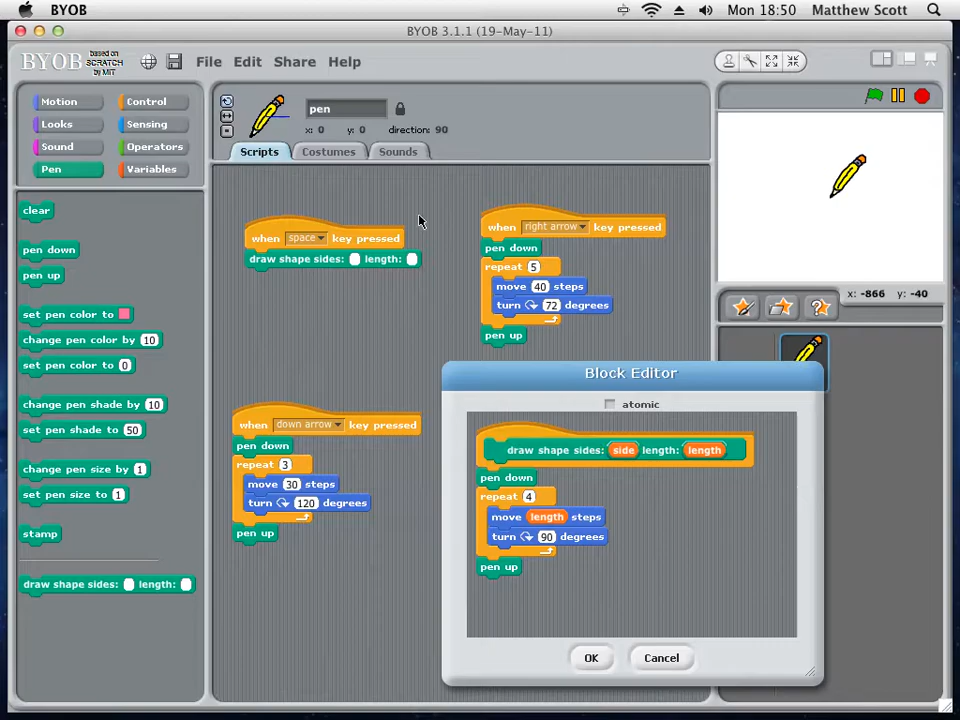 BYOB
Mon 18:50
Matthew Scott
BYOB 3.1.1 (19-May-11)
BYOB
based on
SCRATCH
by MIT
File
Edit
Share
Help
Motion
Control
Looks
Sensing
Sound
Operators
Pen
Variables
pen
x: 0 y: 0 direction: 90
Scripts
Costumes
Sounds
clear
pen down
pen up
set pen color to
change pen color by 10
set pen color to 0
change pen shade by 10
set pen shade to 50
change pen size by 1
set pen size to 1
stamp
draw shape sides: length:
when space key pressed
draw shape sides: length:
when right arrow key pressed
pen down
repeat 5
move 40 steps
turn 72 degrees
pen up
when down arrow key pressed
pen down
repeat 3
move 30 steps
turn 120 degrees
pen up
x: -866 y: -40
Block Editor
atomic
draw shape sides: side length: length
pen down
repeat 4
move length steps
turn 90 degrees
pen up
OK
Cancel